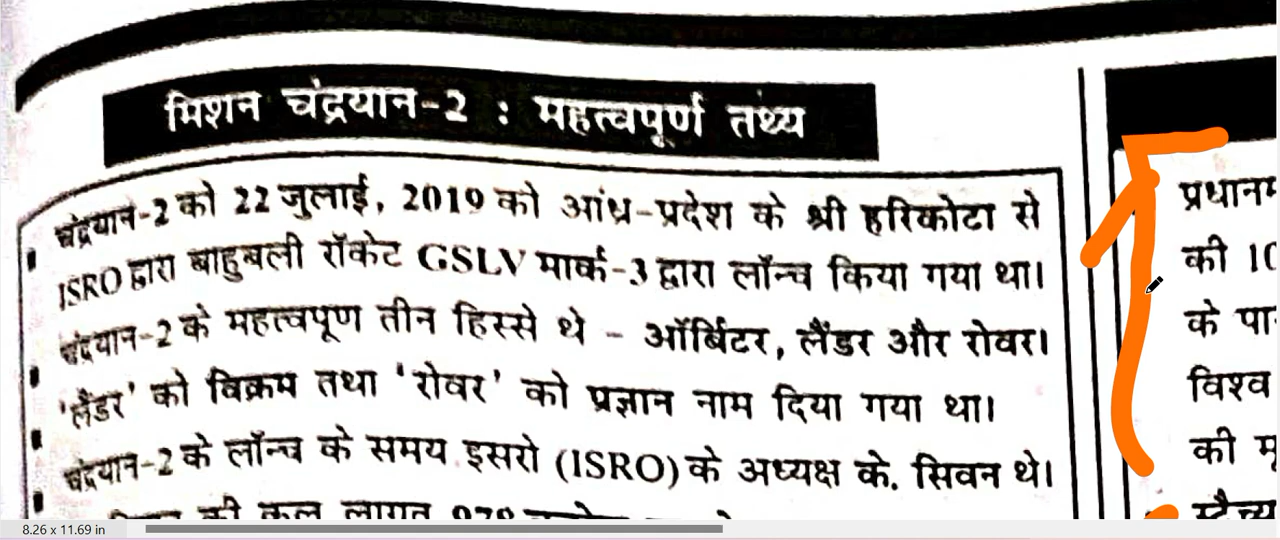 मिशन चंद्रयान-2 : महत्वपूर्ण तथ्य
चंद्रयान-2 को 22 जुलाई, 2019 को आंध्र-प्रदेश के श्री हरिकोटा से
ISRO द्वारा बाहुबली रॉकेट GSLV मार्क-3 द्वारा लॉन्च किया गया था।
चंद्रयान-2 के महत्वपूण तीन हिस्से थे - ऑर्बिटर, लैंडर और रोवर।
'लैंडर' को विक्रम तथा 'रोवर' को प्रज्ञान नाम दिया गया था।
चंद्रयान-2 के लॉन्च के समय इसरो (ISRO) के अध्यक्ष के. सिवन थे।
की कुल लागत
की 10
के
विश्व
की
8.26 x 11.69 in